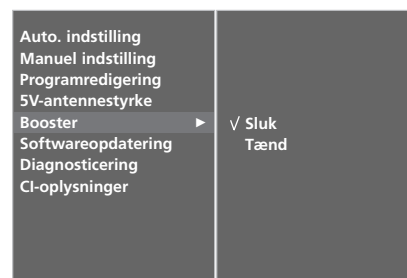 Auto. indstilling
Manuel indstilling
Programredigering
5V-antennestyrke
Booster ►
Softwareopdatering
Diagnosticering
CI-oplysninger
√ Sluk
Tænd